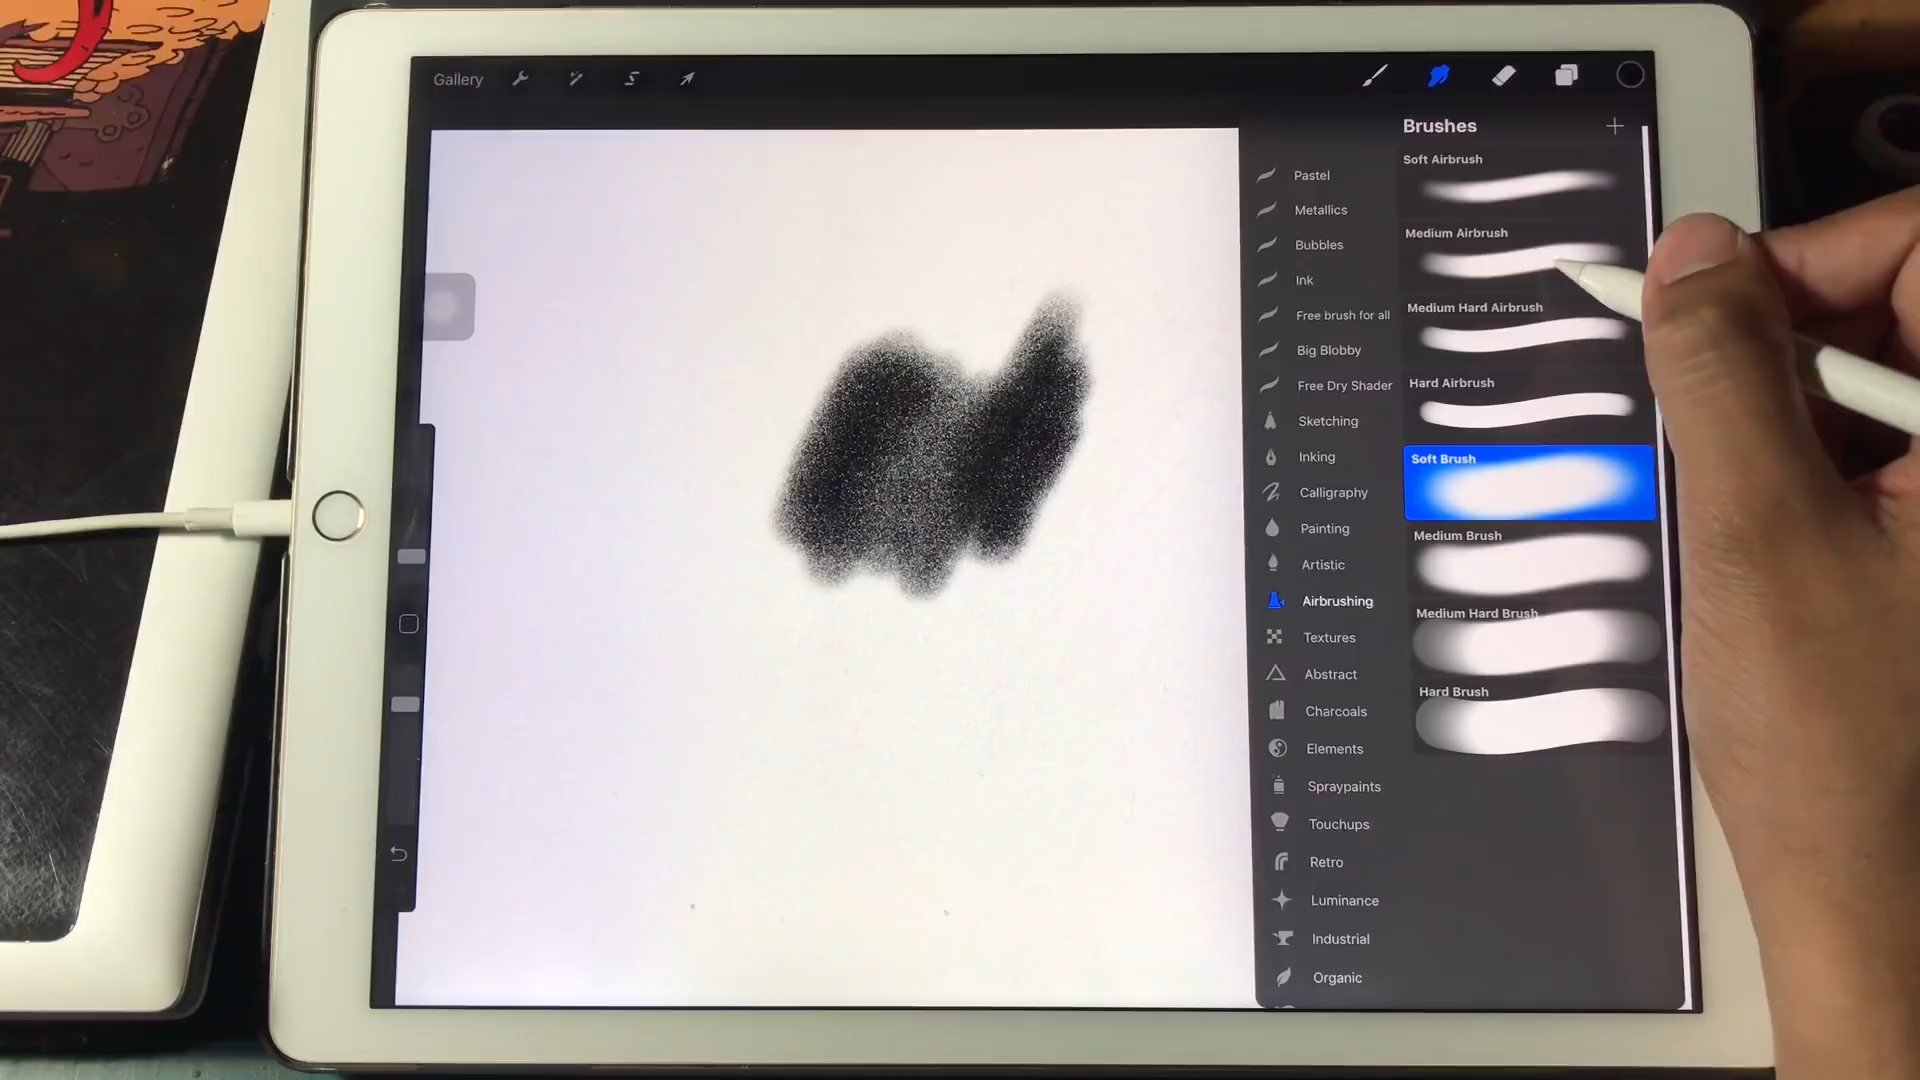 Gallery
Brushes
Pastel
Metallics
Bubbles
Ink
Free brush for all
Big Blobby
Free Dry Shader
Sketching
Inking
Calligraphy
Painting
Artistic
Airbrushing
Textures
Abstract
Charcoals
Elements
Spraypaints
Touchups
Retro
Luminance
Industrial
Organic
Soft Airbrush
Medium Airbrush
Medium Hard Airbrush
Hard Airbrush
Soft Brush
Medium Brush
Medium Hard Brush
Hard Brush